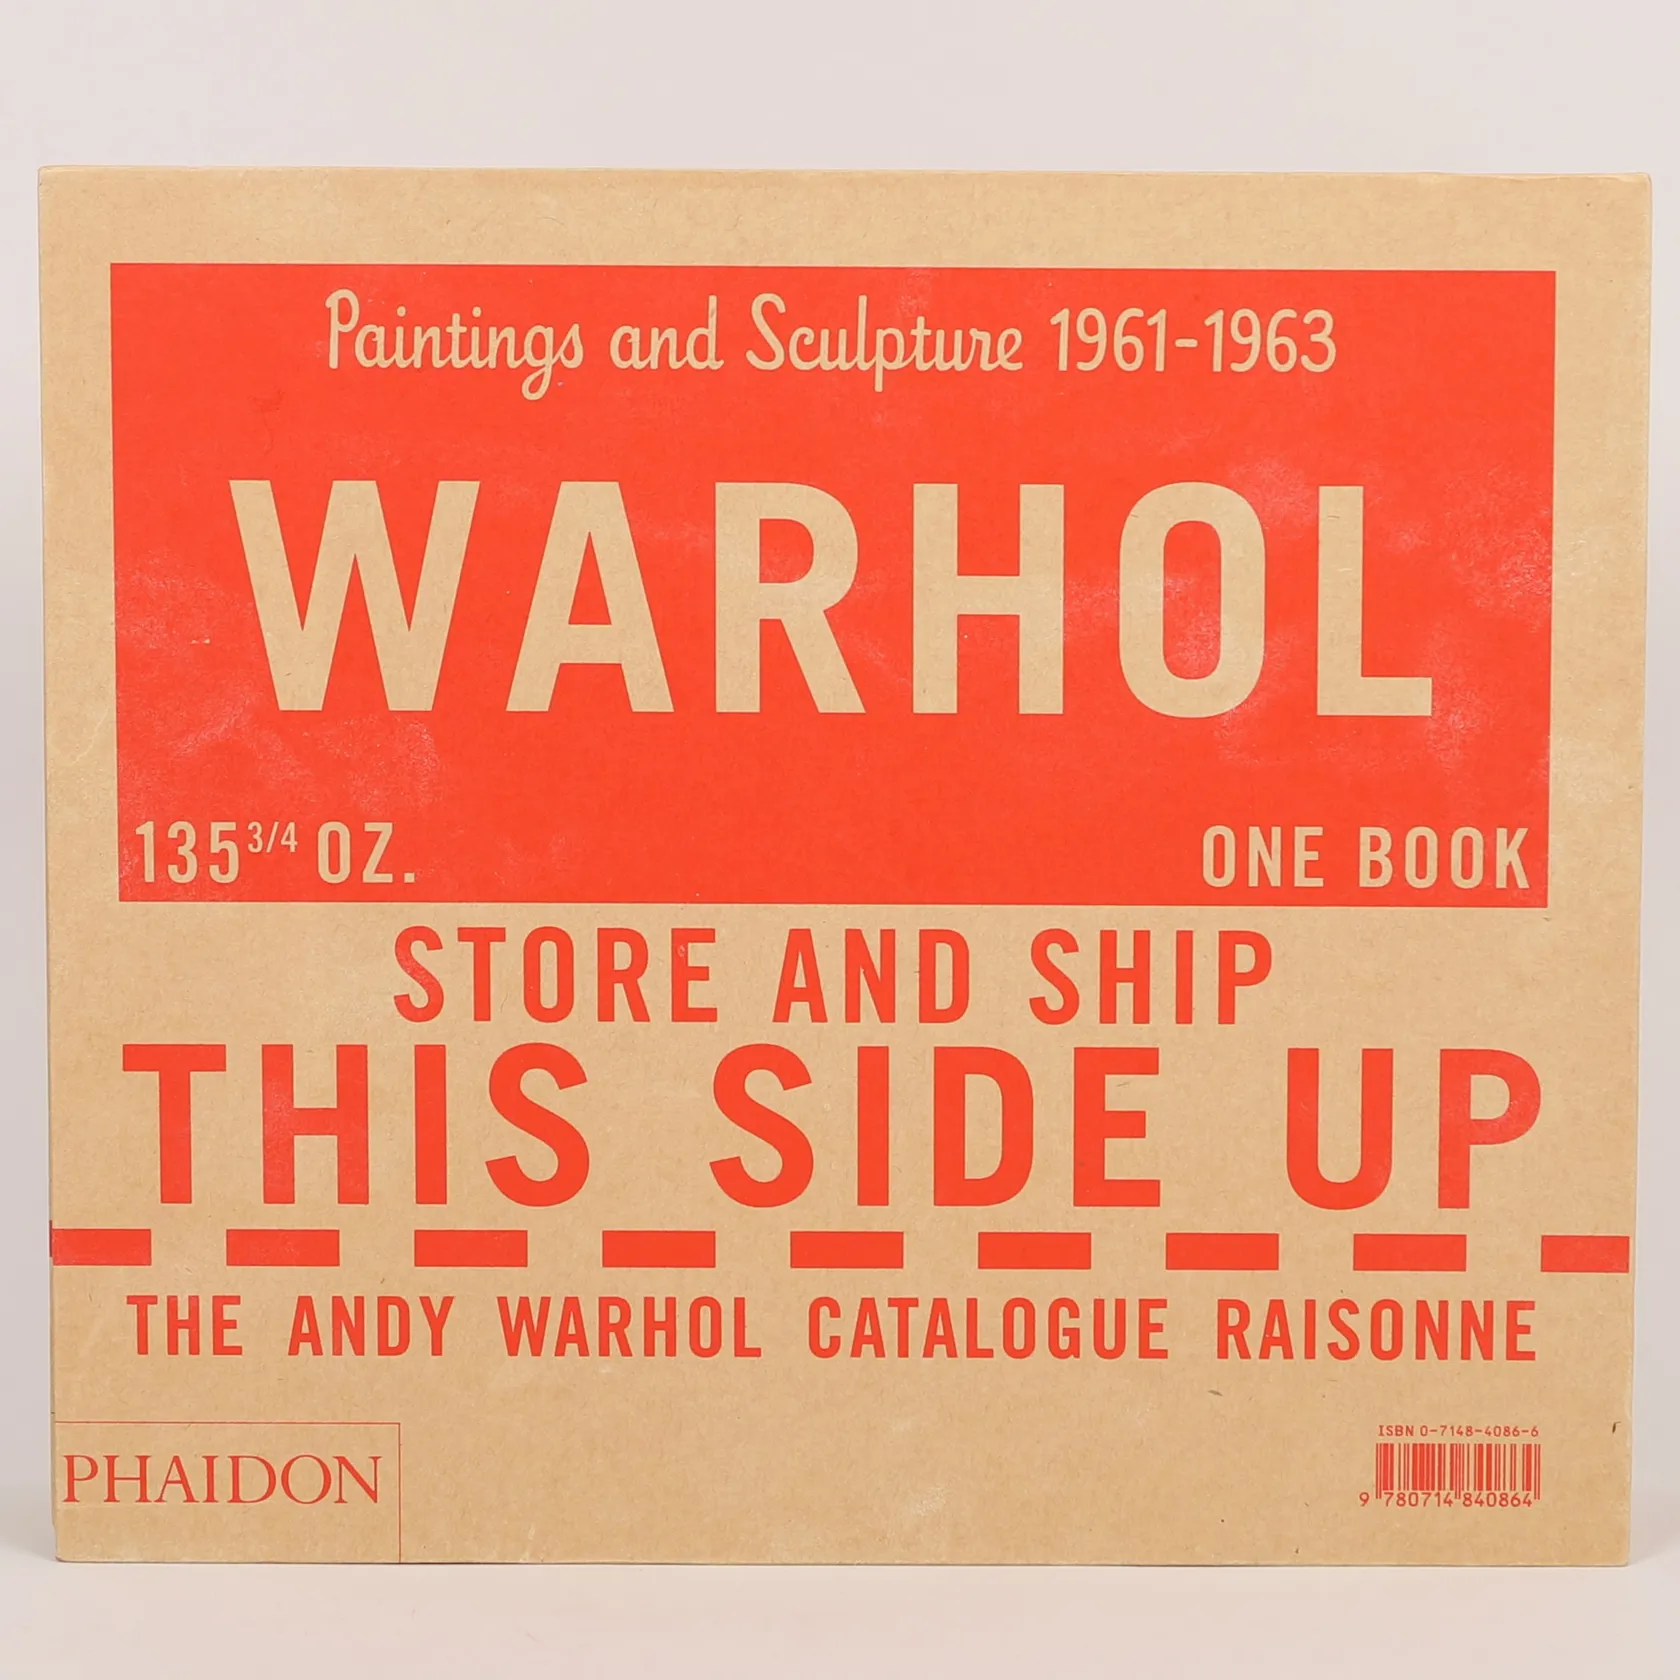 Paintings and Sculpture 1961-1963
WARHOL
135 3/4 OZ.
ONE BOOK
STORE AND SHIP
THIS SIDE UP
THE ANDY WARHOL CATALOGUE RAISONNE
PHAIDON
ISBN 0-7148-4086-6
9 780714 840864